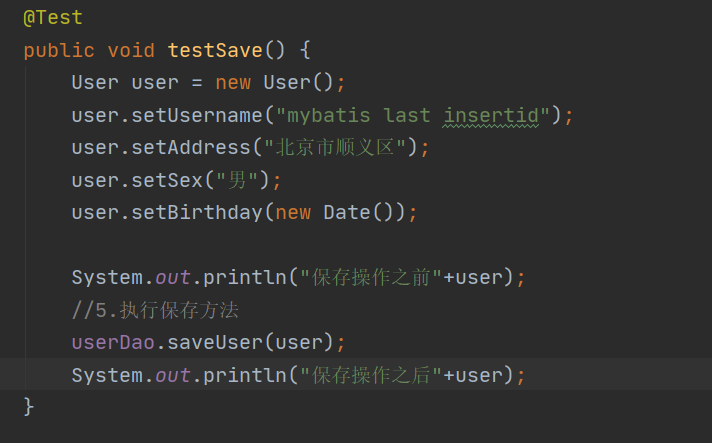 @Test
public void testSave() {
    User user = new User();
    user.setUsername("mybatis last insertid");
    user.setAddress("北京市顺义区");
    user.setSex("男");
    user.setBirthday(new Date());

    System.out.println("保存操作之前"+user);
    //5.执行保存方法
    userDao.saveUser(user);
    System.out.println("保存操作之后"+user);
}